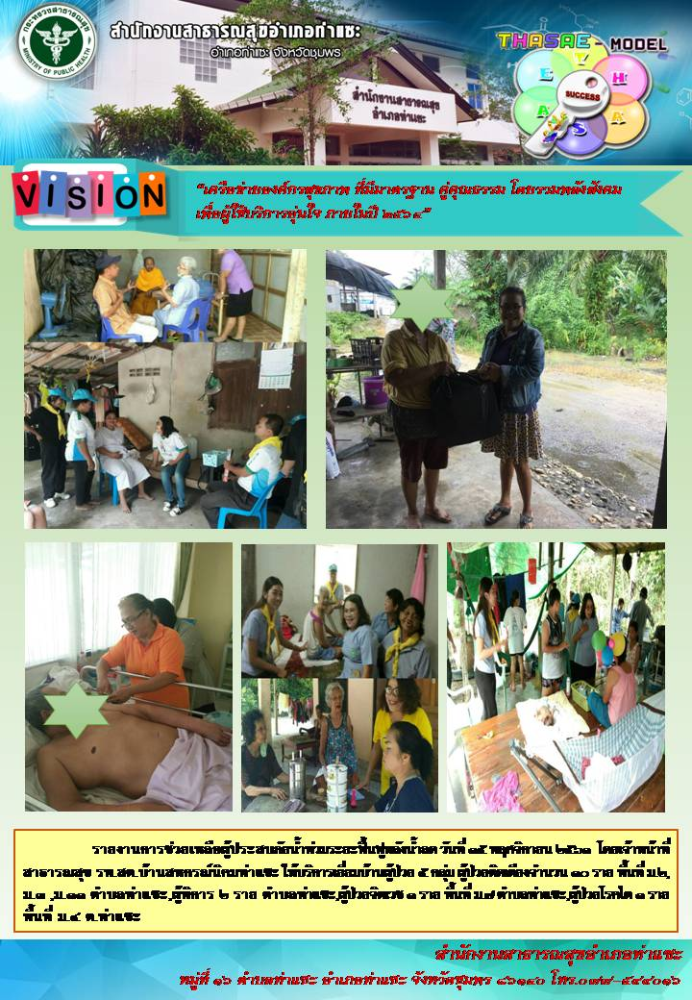 กระทรวงสาธารณสุข
MINISTRY OF PUBLIC HEALTH
สำนักงานสาธารณสุขอำเภอท่าแซะ
อำเภอท่าแซะ จังหวัดชุมพร
THASAE - MODEL
T
H
A
S
A
E
SUCCESS
สำนักงานสาธารณสุข
อำเภอท่าแซะ
VISION
“เครือข่ายองค์กรสุขภาพ ที่มีมาตรฐาน คู่คุณธรรม โดยรวมพลังสังคม
เพื่อผู้ใช้บริการอุ่นใจ ภายในปี ๒๕๖๔”
รายงานการช่วยเหลือผู้ประสบภัยน้ำท่วมระยะฟื้นฟูหลังน้ำลด วันที่ ๑๕ พฤศจิกายน ๒๕๖๑ โดยเจ้าหน้าที่
สาธารณสุข รพ.สต.บ้านสหกรณ์นิคมท่าแซะ ให้บริการเยี่ยมบ้านผู้ป่วย ๕ กลุ่ม ผู้ป่วยติดเตียงจำนวน ๑๐ ราย พื้นที่ ม.๒,
ม.๓ ,ม.๑๑ ตำบลท่าแซะ ,ผู้พิการ ๒ ราย ตำบลท่าแซะ,ผู้ป่วยจิตเวช ๑ ราย พื้นที่ ม.๗ ตำบลท่าแซะ,ผู้ป่วยโรคไต ๑ ราย
พื้นที่ ม.๔ ต.ท่าแซะ
สำนักงานสาธารณสุขอำเภอท่าแซะ
หมู่ที่ ๑๖ ตำบลท่าแซะ อำเภอท่าแซะ จังหวัดชุมพร ๘๖๑๔๐ โทร.๐๗๗-๕๘๔๐๑๖